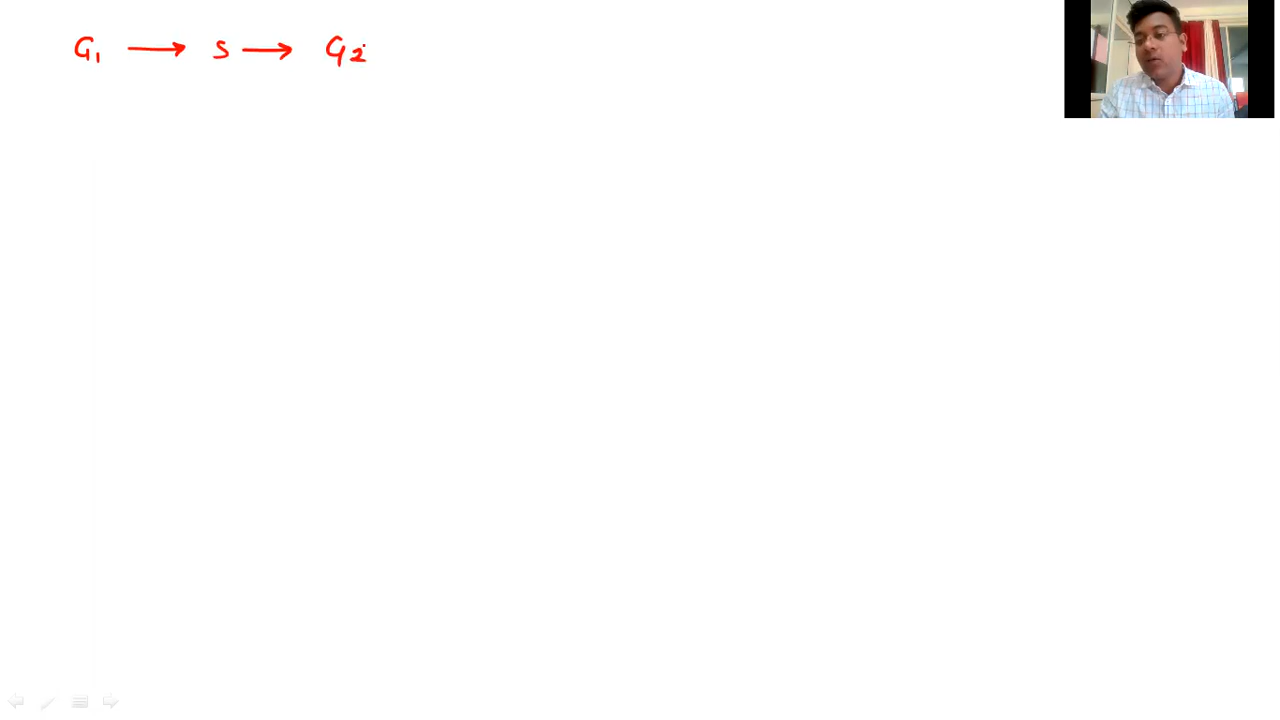 G₁ → S → G₂